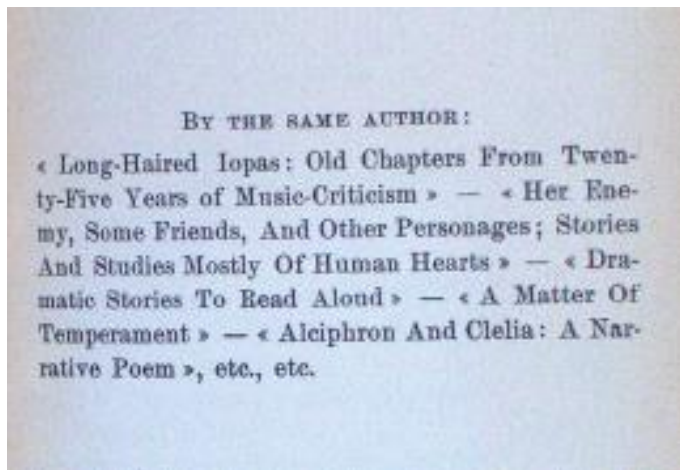 BY THE SAME AUTHOR:
« Long-Haired Iopas: Old Chapters From Twen-
ty-Five Years of Music-Criticism » — « Her Ene-
my, Some Friends, And Other Personages; Stories
And Studies Mostly Of Human Hearts » — « Dra-
matic Stories To Read Aloud » — « A Matter Of
Temperament » — « Alciphron And Clelia: A Nar-
rative Poem », etc., etc.